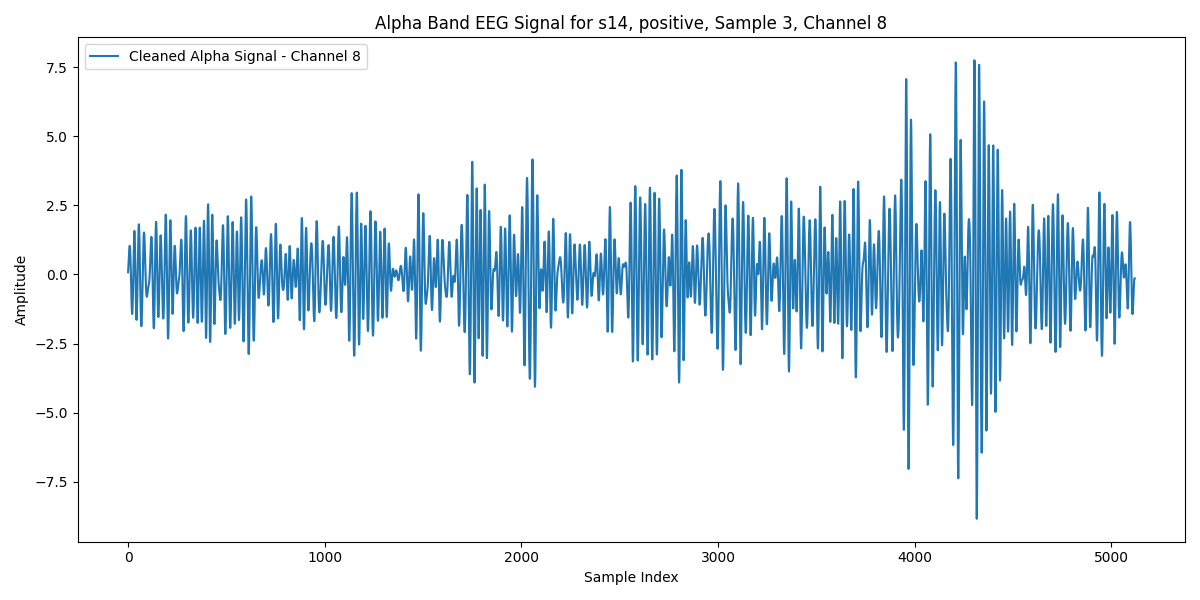 Alpha Band EEG Signal for s14, positive, Sample 3, Channel 8
Cleaned Alpha Signal - Channel 8
7.5
5.0
2.5
0.0
−2.5
−5.0
−7.5
Amplitude
0 1000 2000 3000 4000 5000
Sample Index